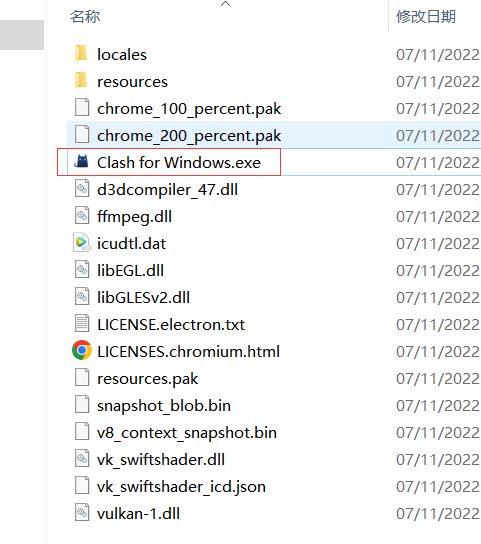 名称 修改日期
locales 07/11/2022
resources 07/11/2022
chrome_100_percent.pak 07/11/2022
chrome_200_percent.pak 07/11/2022
Clash for Windows.exe 07/11/2022
d3dcompiler_47.dll 07/11/2022
ffmpeg.dll 07/11/2022
icudtl.dat 07/11/2022
libEGL.dll 07/11/2022
libGLESv2.dll 07/11/2022
LICENSE.electron.txt 07/11/2022
LICENSES.chromium.html 07/11/2022
resources.pak 07/11/2022
snapshot_blob.bin 07/11/2022
v8_context_snapshot.bin 07/11/2022
vk_swiftshader.dll 07/11/2022
vk_swiftshader_icd.json 07/11/2022
vulkan-1.dll 07/11/2022